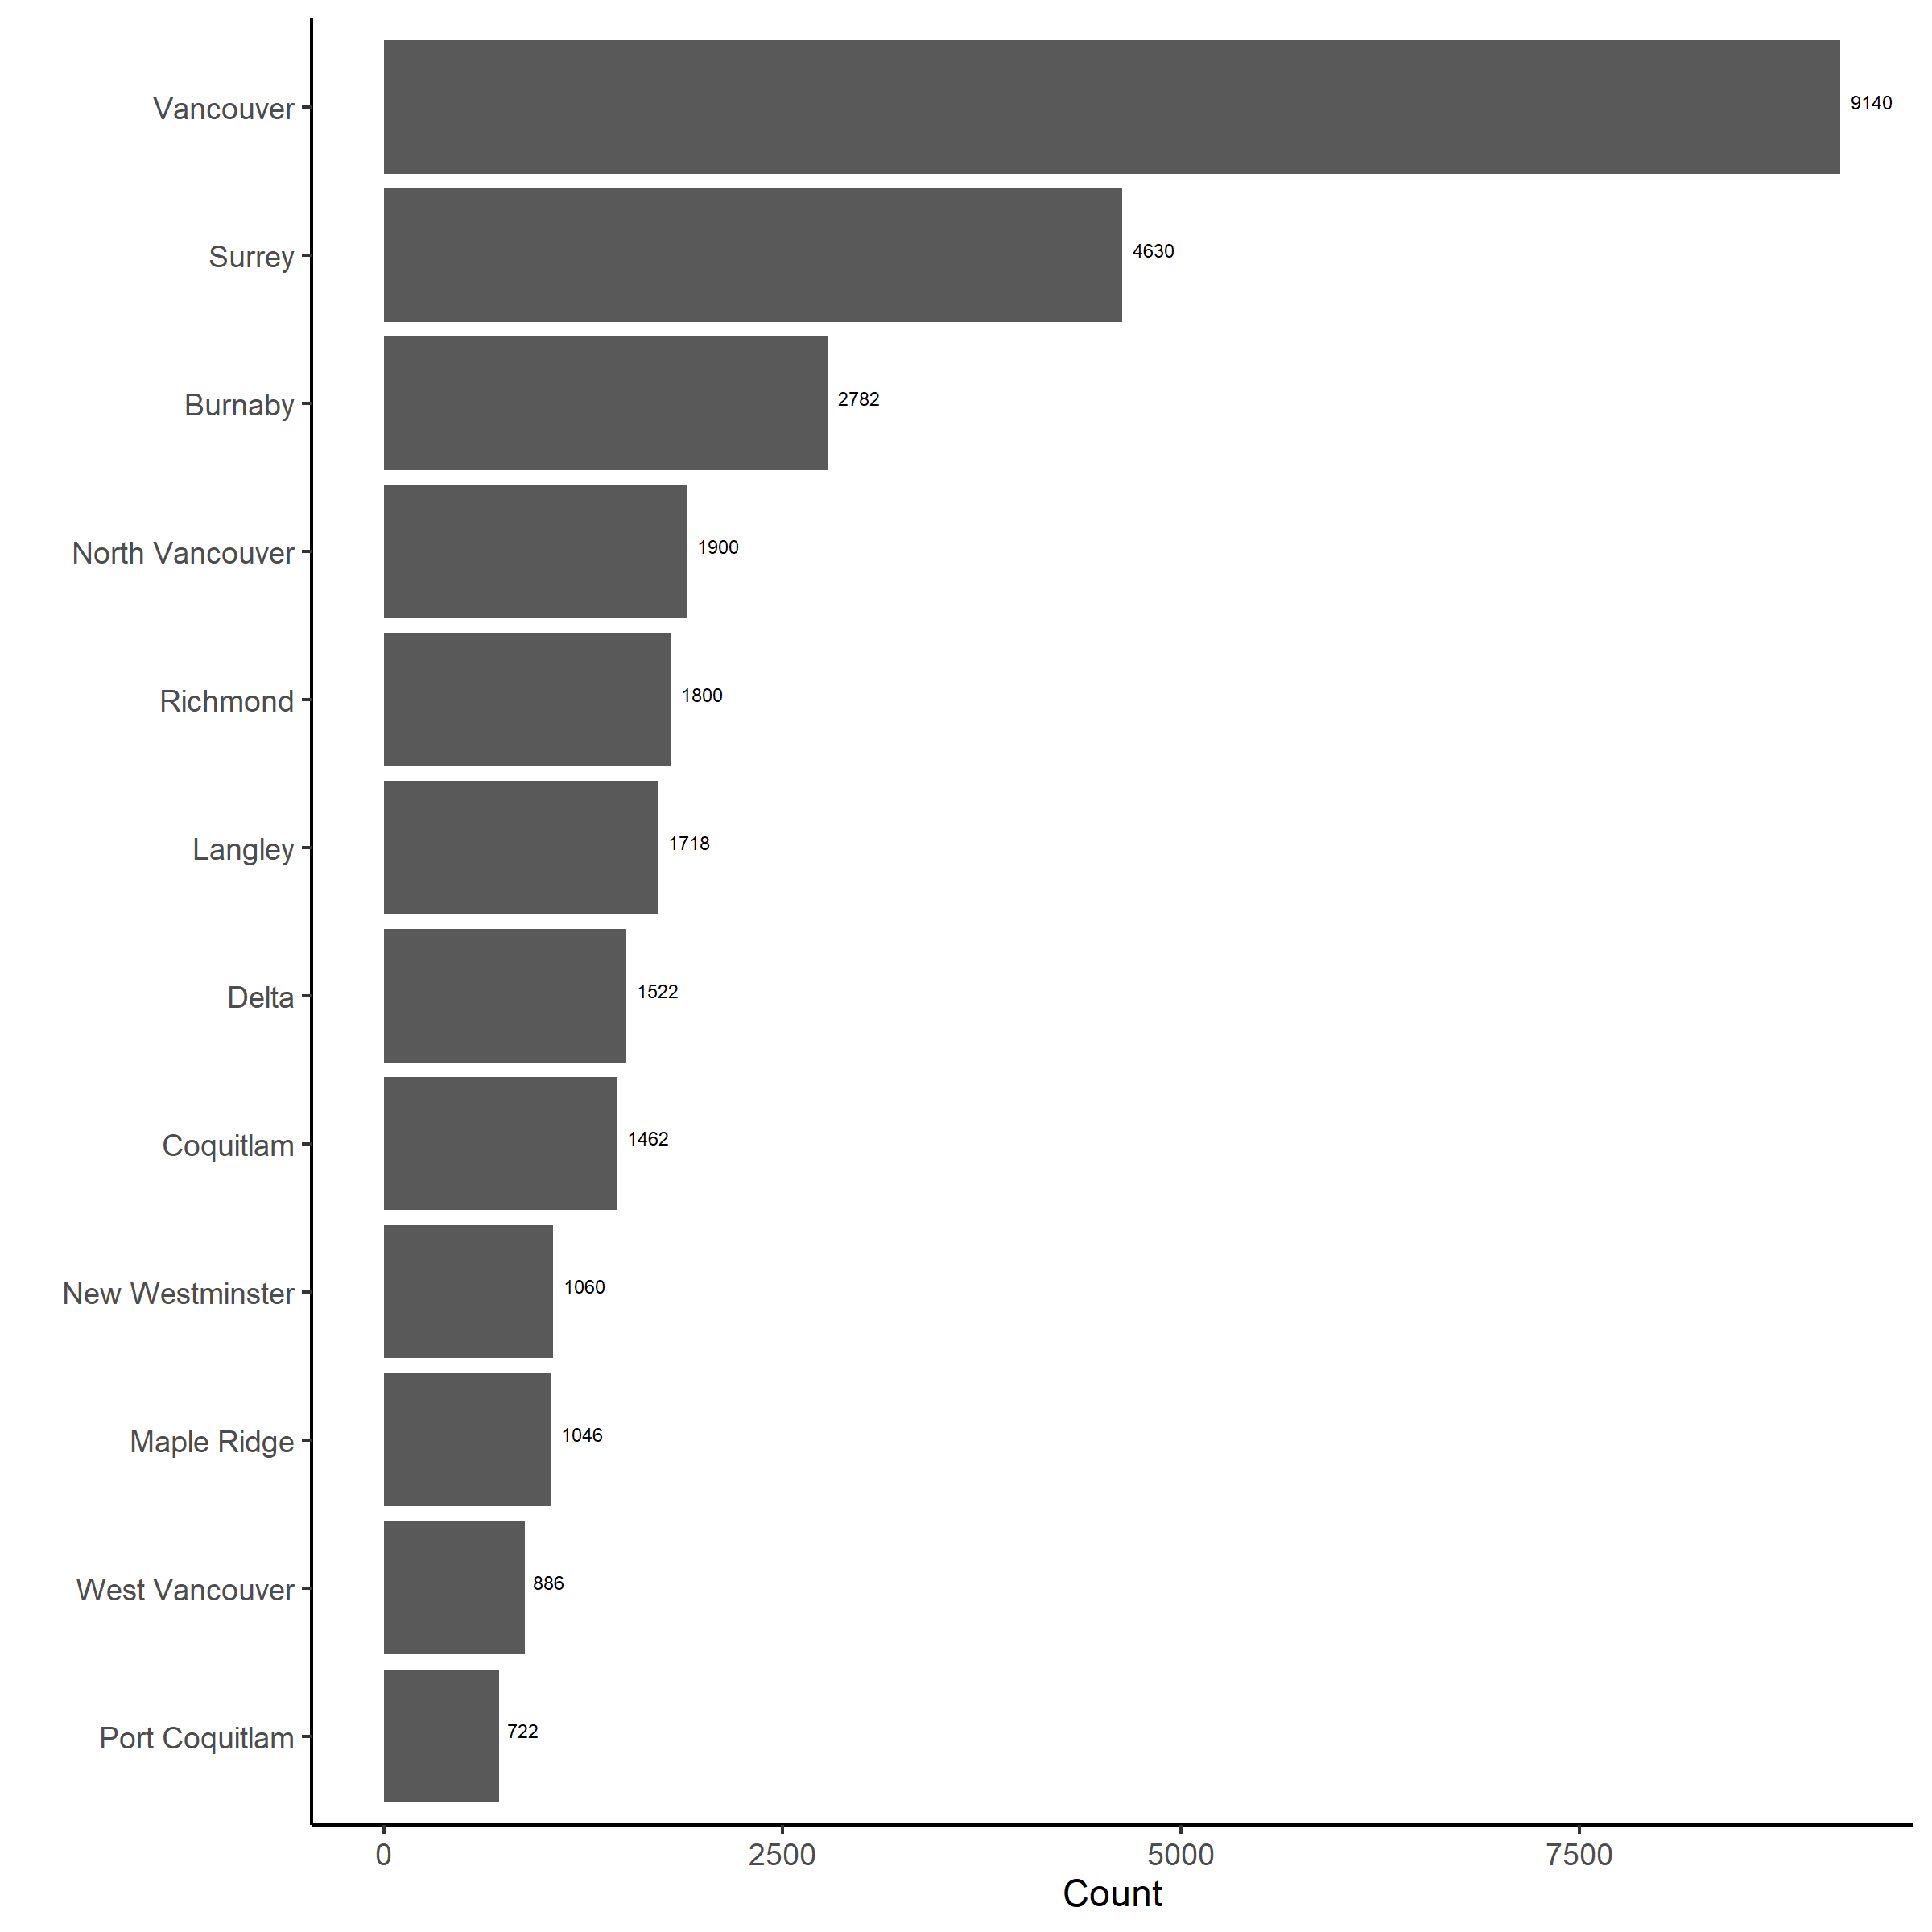 Vancouver 9140
Surrey 4630
Burnaby 2782
North Vancouver 1900
Richmond 1800
Langley 1718
Delta 1522
Coquitlam 1462
New Westminster 1060
Maple Ridge 1046
West Vancouver 886
Port Coquitlam 722
0 2500 5000 7500
Count